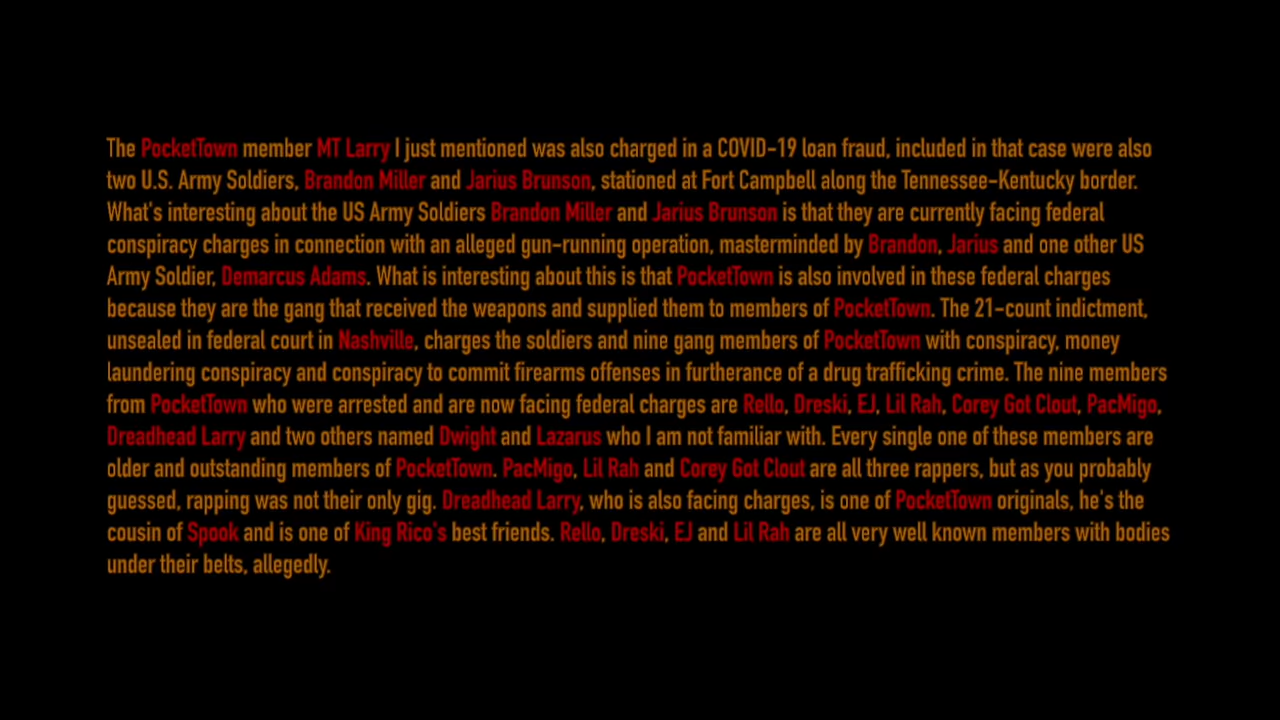 The PocketTown member MT Larry I just mentioned was also charged in a COVID-19 loan fraud, included in that case were also
two U.S. Army Soldiers, Brandon Miller and Jarius Brunson, stationed at Fort Campbell along the Tennessee-Kentucky border.
What's interesting about the US Army Soldiers Brandon Miller and Jarius Brunson is that they are currently facing federal
conspiracy charges in connection with an alleged gun-running operation, masterminded by Brandon, Jarius and one other US
Army Soldier, Demarcus Adams. What is interesting about this is that PocketTown is also involved in these federal charges
because they are the gang that received the weapons and supplied them to members of PocketTown. The 21-count indictment,
unsealed in federal court in Nashville, charges the soldiers and nine gang members of PocketTown with conspiracy, money
laundering conspiracy and conspiracy to commit firearms offenses in furtherance of a drug trafficking crime. The nine members
from PocketTown who were arrested and are now facing federal charges are Rello, Dreski, EJ, Lil Rah, Corey Got Clout, PacMigo,
Dreadhead Larry and two others named Dwight and Lazarus who I am not familiar with. Every single one of these members are
older and outstanding members of PocketTown. PacMigo, Lil Rah and Corey Got Clout are all three rappers, but as you probably
guessed, rapping was not their only gig. Dreadhead Larry, who is also facing charges, is one of PocketTown originals, he's the
cousin of Spook and is one of King Rico's best friends. Rello, Dreski, EJ and Lil Rah are all very well known members with bodies
under their belts, allegedly.